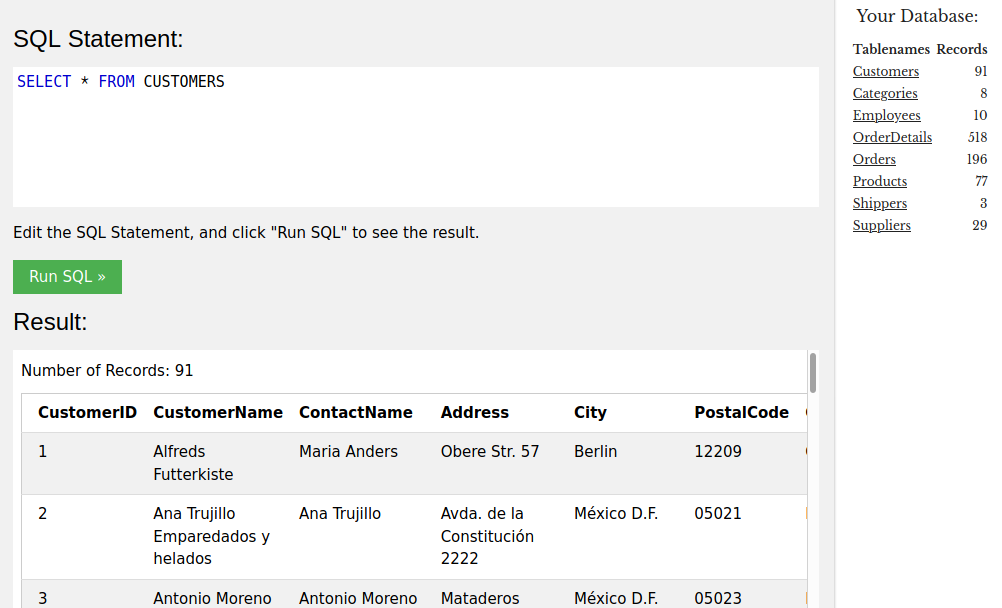 SQL Statement:
SELECT * FROM CUSTOMERS
Edit the SQL Statement, and click "Run SQL" to see the result.
Run SQL »
Result:
Number of Records: 91
CustomerID CustomerName ContactName Address City PostalCode
1 Alfreds Maria Anders Obere Str. 57 Berlin 12209
Futterkiste
2 Ana Trujillo Ana Trujillo Avda. de la México D.F. 05021
Emparedados y Constitución
helados 2222
3 Antonio Moreno Antonio Moreno Mataderos México D.F. 05023
Your Database:
Tablenames Records
Customers 91
Categories 8
Employees 10
OrderDetails 518
Orders 196
Products 77
Shippers 3
Suppliers 29